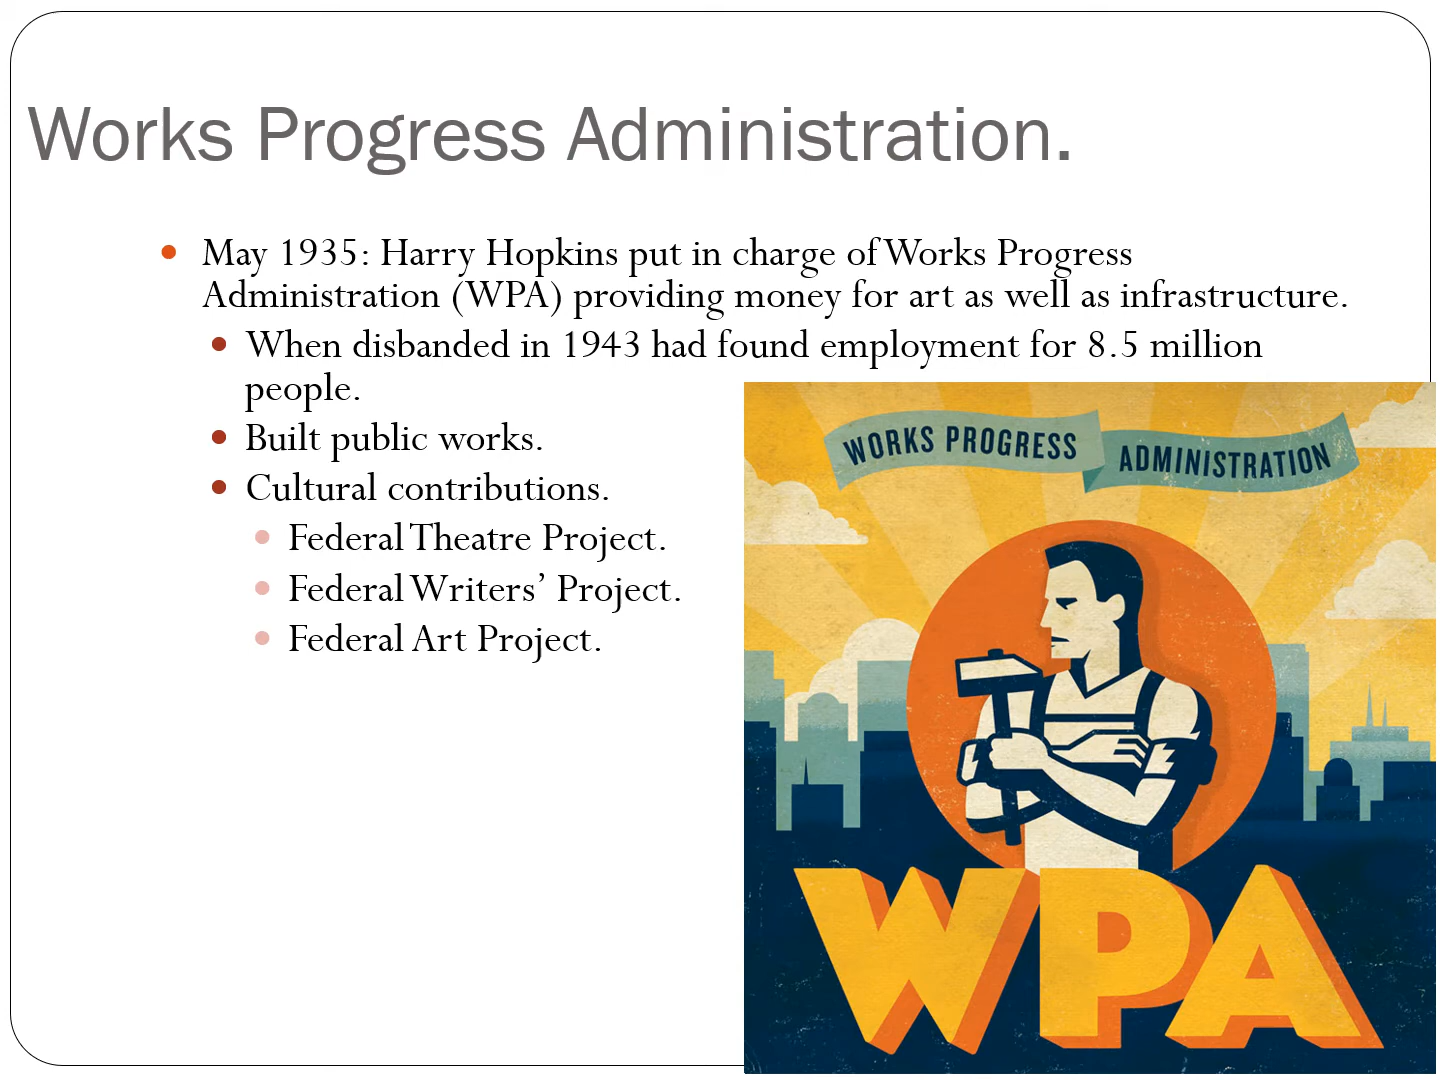 Works Progress Administration.
May 1935: Harry Hopkins put in charge of Works Progress
Administration (WPA) providing money for art as well as infrastructure.
When disbanded in 1943 had found employment for 8.5 million
people.
Built public works.
Cultural contributions.
Federal Theatre Project.
Federal Writers’ Project.
Federal Art Project.
WORKS PROGRESS ADMINISTRATION
WPA